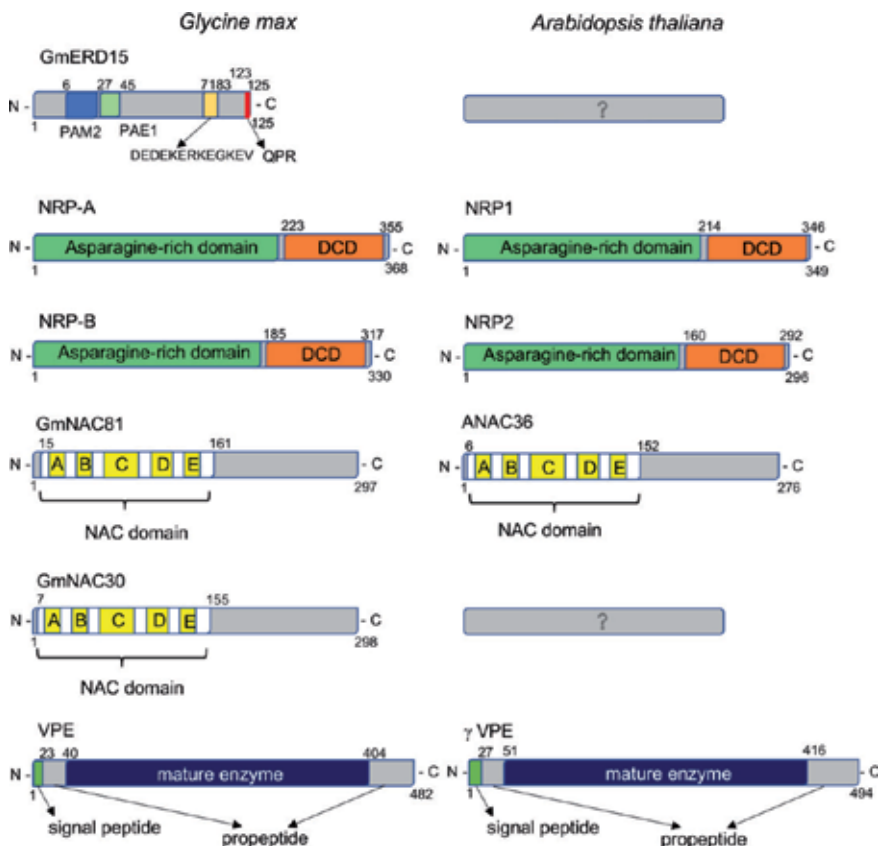 Glycine max Arabidopsis thaliana
GmERD15
6 27 45 7183 123 125
N - - C
1 125
PAM2 PAE1
DEDEKERKEGKEV QPR
?
NRP-A NRP1
223 355 214 346
N - Asparagine-rich domain DCD - C N - Asparagine-rich domain DCD - C
1 368 1 349
NRP-B NRP2
185 317 160 292
N - Asparagine-rich domain DCD - C N - Asparagine-rich domain DCD - C
1 330 1 296
GmNAC81 ANAC36
15 161 6 152
N - A B C D E - C N - A B C D E - C
1 297 1 276
NAC domain NAC domain
GmNAC30
7 155
N - A B C D E - C ?
1 298
NAC domain
VPE γ VPE
23 40 404 27 51 416
N - mature enzyme - C N - mature enzyme - C
1 482 1 494
signal peptide propeptide signal peptide propeptide